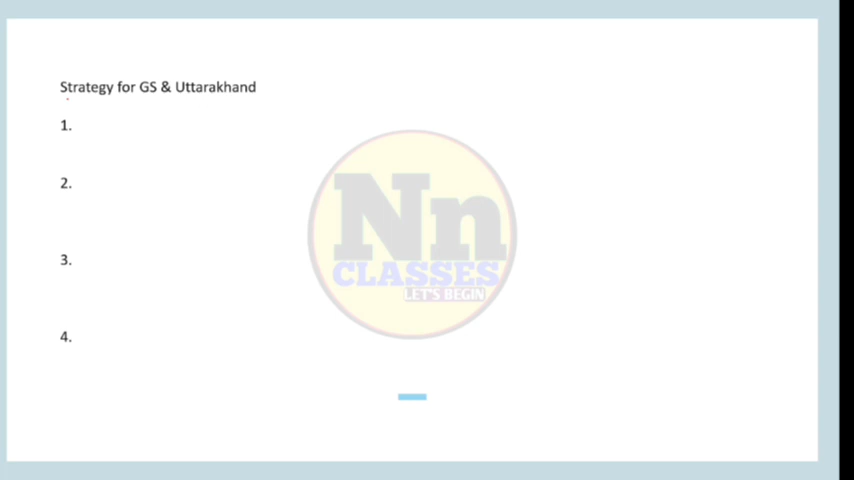 Strategy for GS & Uttarakhand
1.
2.
3.
4.
Nn
CLASSES
LET'S BEGIN